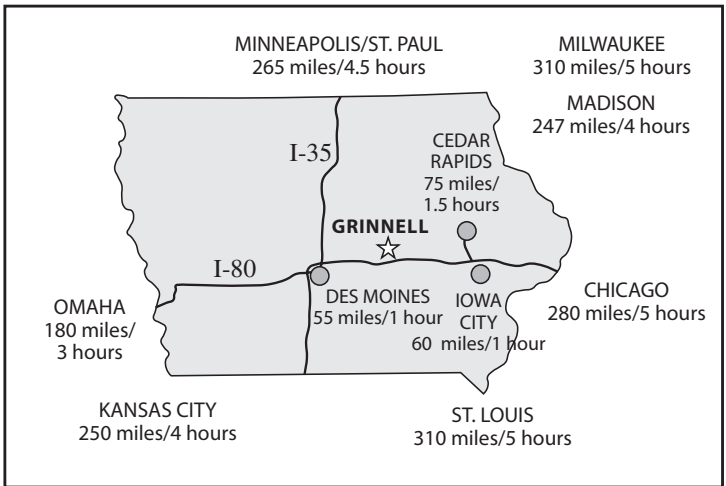 MINNEAPOLIS/ST. PAUL
265 miles/4.5 hours
MILWAUKEE
310 miles/5 hours
MADISON
247 miles/4 hours
I-35
CEDAR
RAPIDS
75 miles/
1.5 hours
GRINNELL
I-80
OMAHA
180 miles/
3 hours
DES MOINES
55 miles/1 hour
IOWA
CITY
60 miles/1 hour
CHICAGO
280 miles/5 hours
KANSAS CITY
250 miles/4 hours
ST. LOUIS
310 miles/5 hours